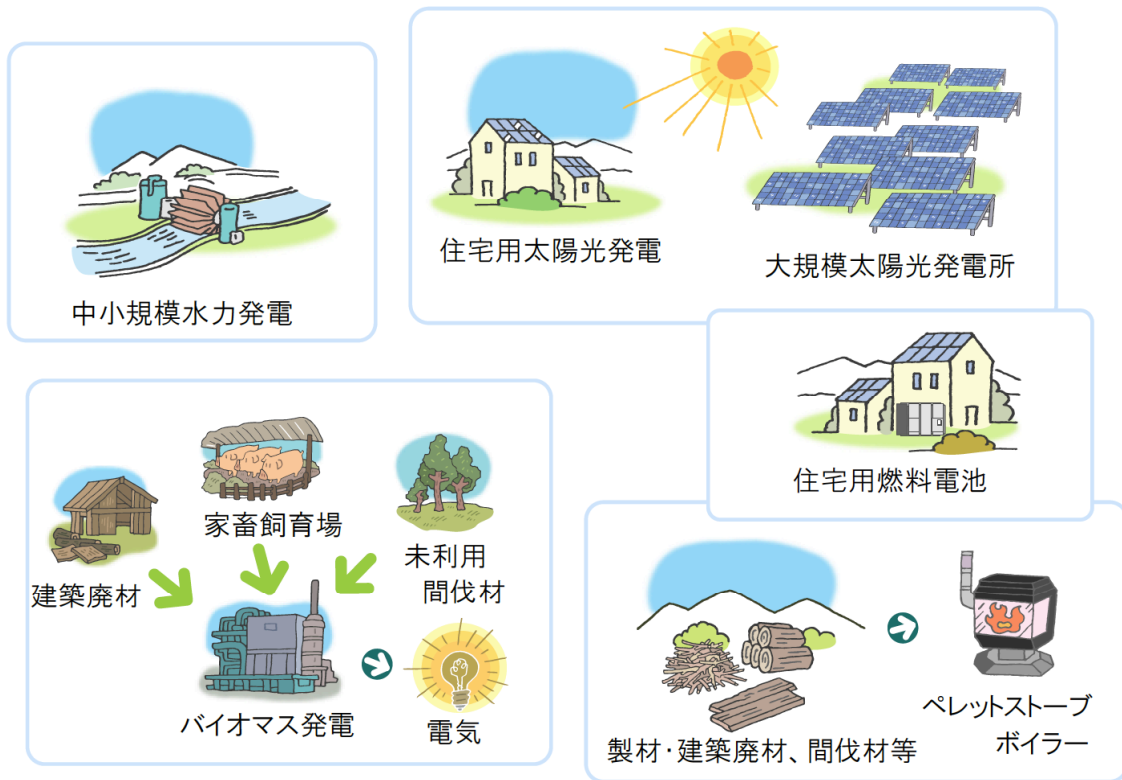 中小規模水力発電
住宅用太陽光発電
大規模太陽光発電所
住宅用燃料電池
家畜飼育場
建築廃材
未利用
間伐材
バイオマス発電
電気
製材・建築廃材、間伐材等
ペレットストーブ
ボイラー